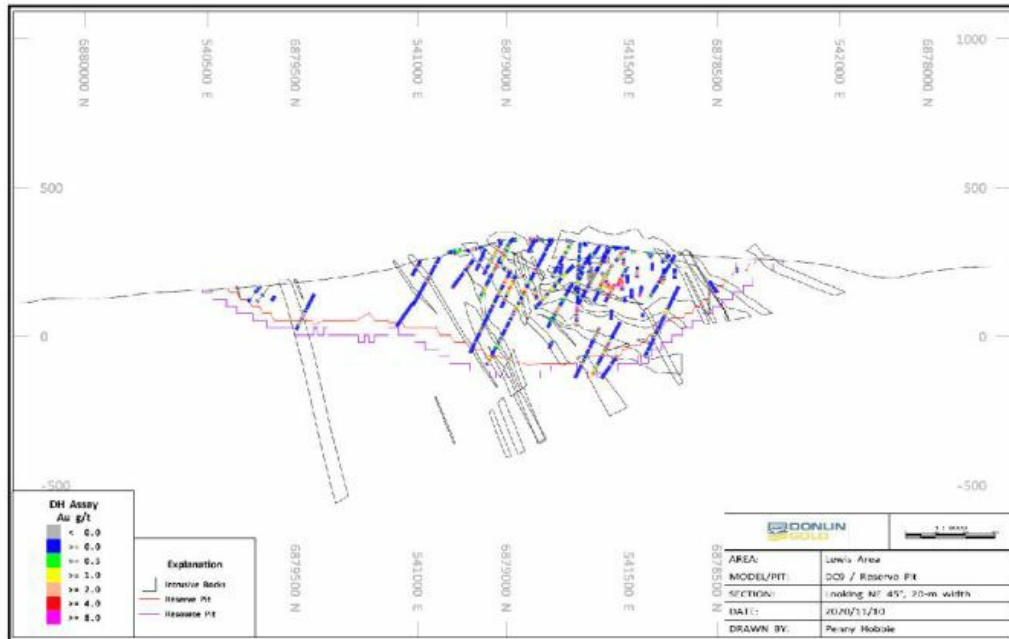 6880000 N
540500 E
6879500 N
541000 E
6879000 N
541500 E
6878500 N
542000 E
6878000 N
1000
500
500
0
0
-500
-500
6879500 N
541000 E
6879000 N
541500 E
6878500 N
DH Assay
Au g/t
< 0.0
>= 0.0
>= 0.5
>= 1.0
>= 2.0
>= 4.0
>= 8.0
Explanation
Intrusive Rocks
Reserve Pit
Resource Pit
DONLIN
GOLD
AREA: Lewis Area
MODEL/PIT: DC9 / Reserve Pit
SECTION: Looking NE 45°, 20-m width
DATE: 2020/11/10
DRAWN BY: Penny Hobbie